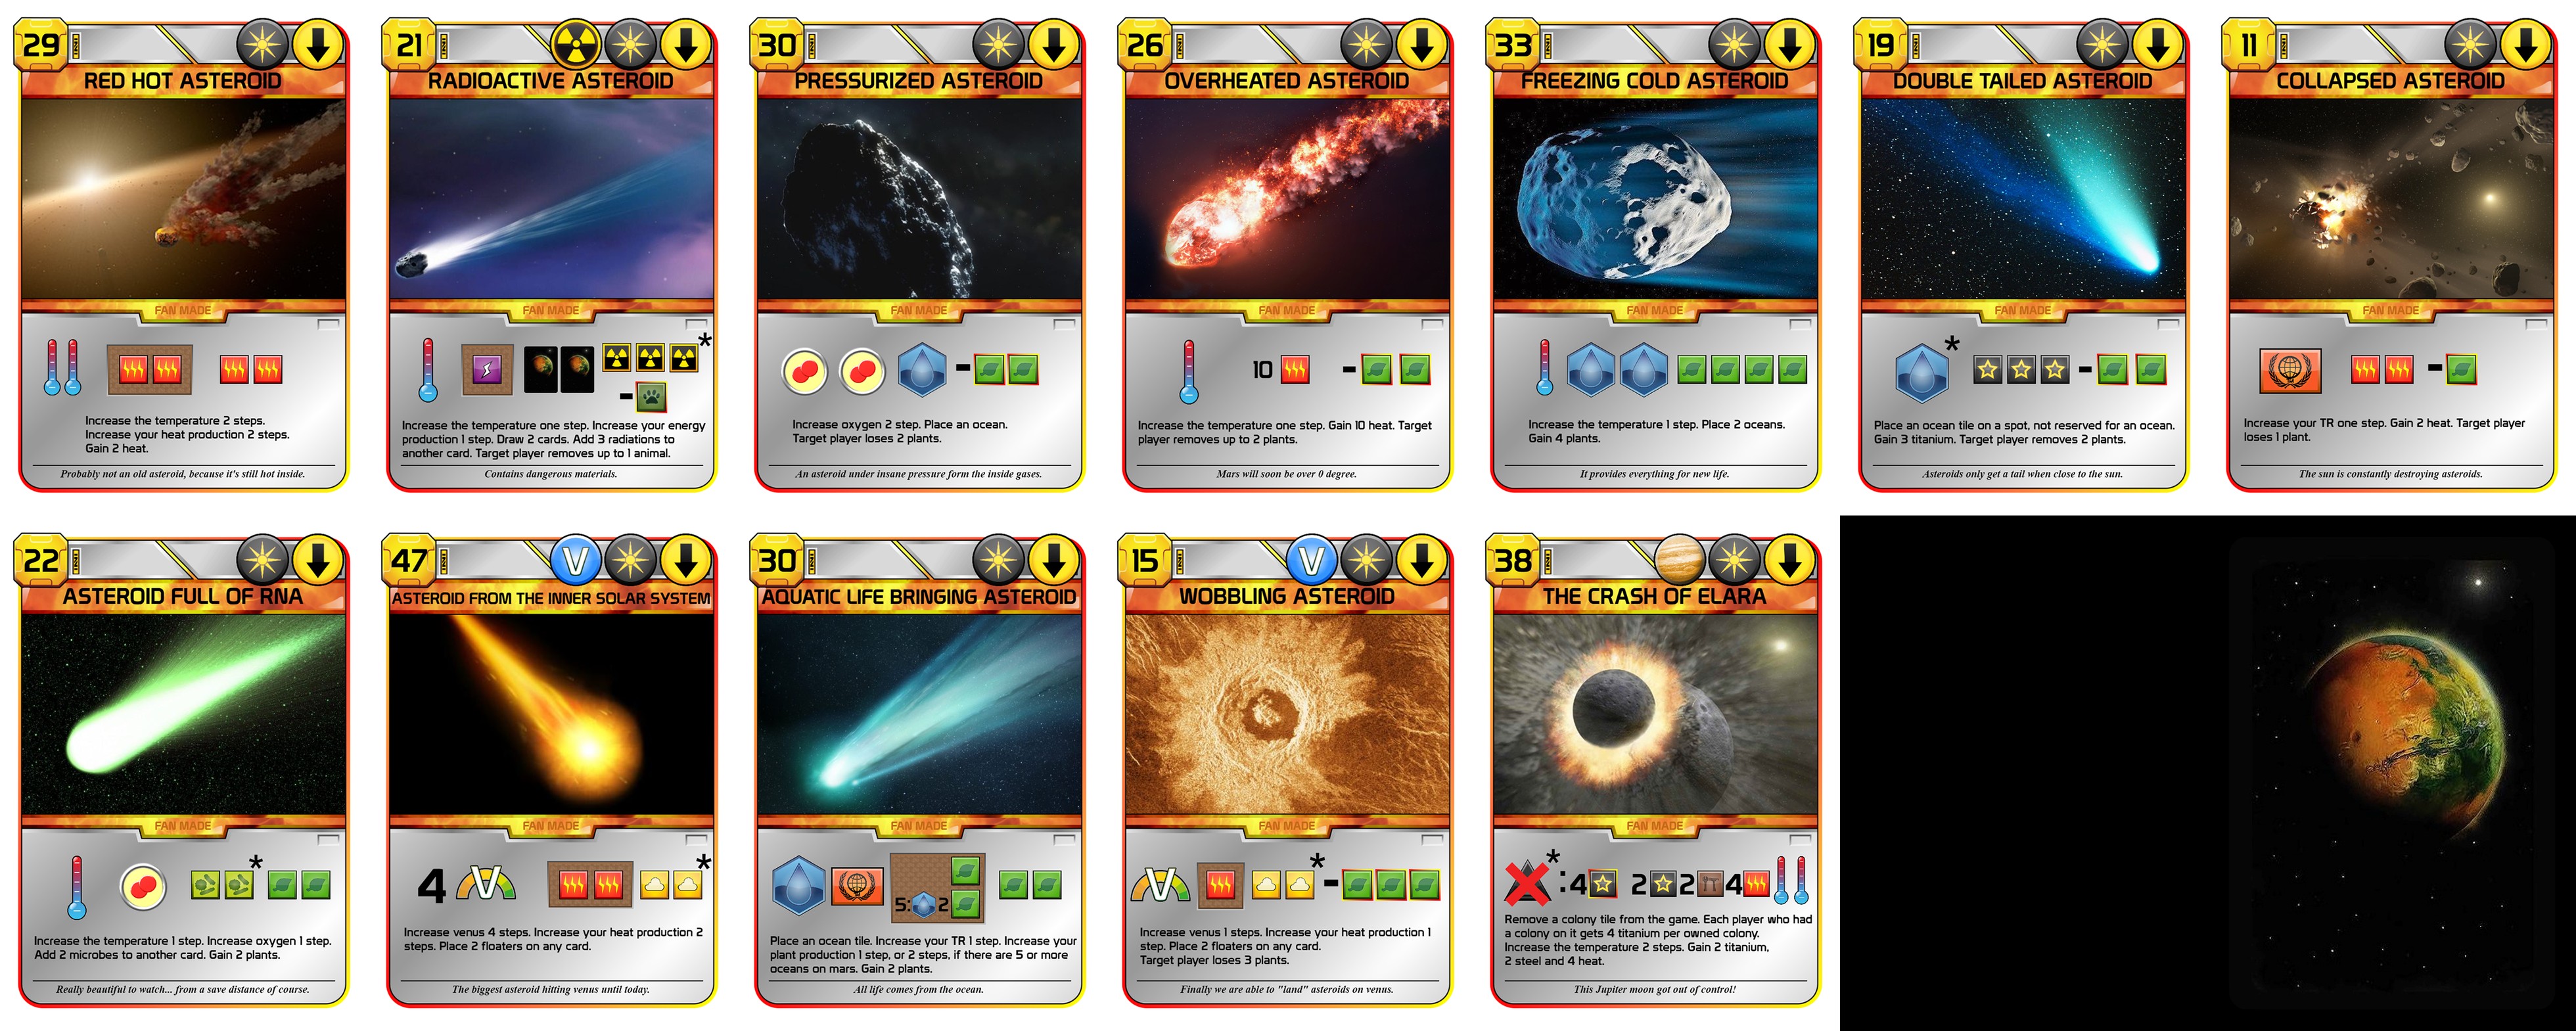 29
RED HOT ASTEROID
FAN MADE
Increase the temperature 2 steps.
Increase your heat production 2 steps.
Gain 2 heat.
Probably not an old asteroid, because it's still hot inside.
21
RADIOACTIVE ASTEROID
FAN MADE
*
-
Increase the temperature one step. Increase your energy
production 1 step. Draw 2 cards. Add 3 radiations to
another card. Target player removes up to 1 animal.
Contains dangerous materials.
30
PRESSURIZED ASTEROID
FAN MADE
-
Increase oxygen 2 step. Place an ocean.
Target player loses 2 plants.
An asteroid under insane pressure form the inside gases.
26
OVERHEATED ASTEROID
FAN MADE
10 -
Increase the temperature one step. Gain 10 heat. Target
player removes up to 2 plants.
Mars will soon be over 0 degree.
33
FREEZING COLD ASTEROID
FAN MADE
Increase the temperature 1 step. Place 2 oceans.
Gain 4 plants.
It provides everything for new life.
19
DOUBLE TAILED ASTEROID
FAN MADE
* -
Place an ocean tile on a spot, not reserved for an ocean.
Gain 3 titanium. Target player removes 2 plants.
Asteroids only get a tail when close to the sun.
11
COLLAPSED ASTEROID
FAN MADE
-
Increase your TR one step. Gain 2 heat. Target player
loses 1 plant.
The sun is constantly destroying asteroids.
22
ASTEROID FULL OF RNA
FAN MADE
*
Increase the temperature 1 step. Increase oxygen 1 step.
Add 2 microbes to another card. Gain 2 plants.
Really beautiful to watch... from a save distance of course.
47 V
ASTEROID FROM THE INNER SOLAR SYSTEM
FAN MADE
4 V *
Increase venus 4 steps. Increase your heat production 2
steps. Place 2 floaters on any card.
The biggest asteroid hitting venus until today.
30
AQUATIC LIFE BRINGING ASTEROID
FAN MADE
5: 2
Place an ocean tile. Increase your TR 1 step. Increase your
plant production 1 step, or 2 steps, if there are 5 or more
oceans on mars. Gain 2 plants.
All life comes from the ocean.
15 V
WOBBLING ASTEROID
FAN MADE
V * -
Increase venus 1 steps. Increase your heat production 1
step. Place 2 floaters on any card.
Target player loses 3 plants.
Finally we are able to "land" asteroids on venus.
38
THE CRASH OF ELARA
FAN MADE
* :4 2 2 4
Remove a colony tile from the game. Each player who had
a colony on it gets 4 titanium per owned colony.
Increase the temperature 2 steps. Gain 2 titanium,
2 steel and 4 heat.
This Jupiter moon got out of control!